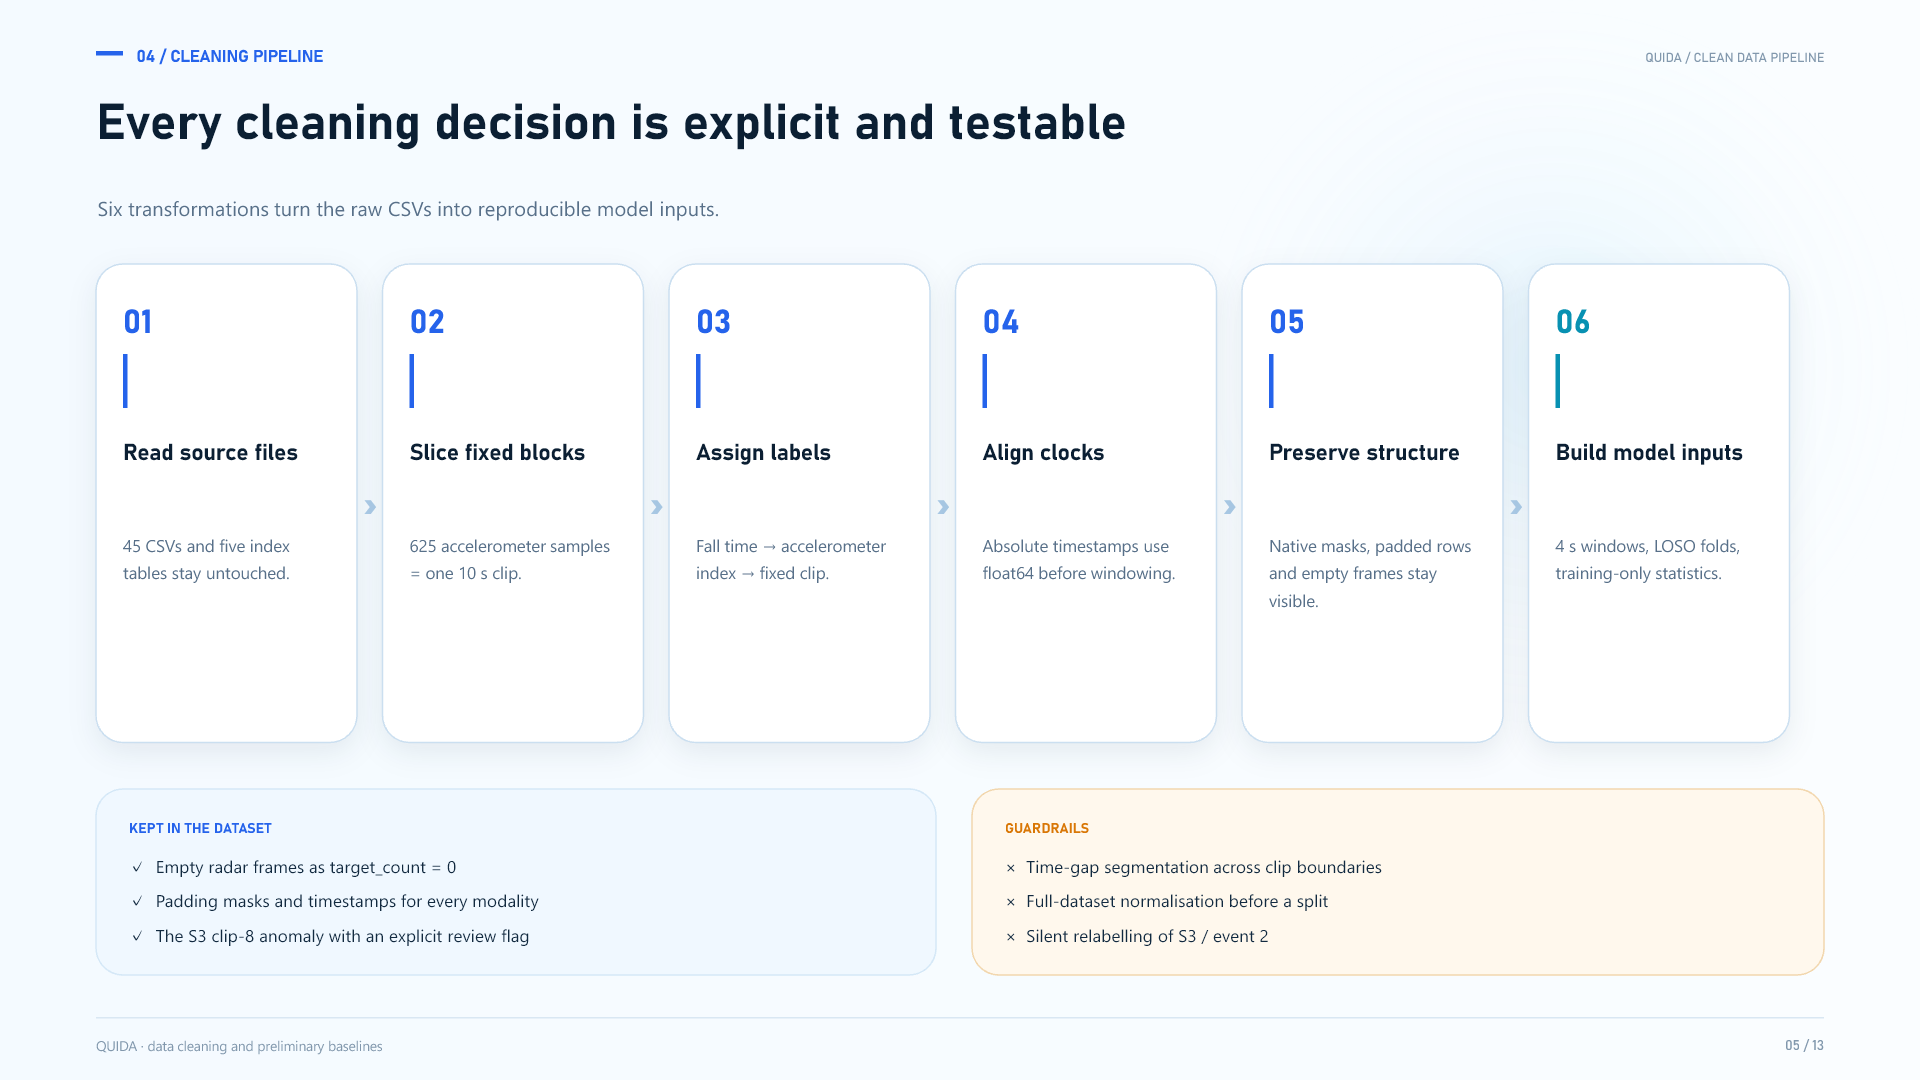 04 / CLEANING PIPELINE
QUIDA / CLEAN DATA PIPELINE
Every cleaning decision is explicit and testable
Six transformations turn the raw CSVs into reproducible model inputs.
01
Read source files
45 CSVs and five index
tables stay untouched.
›
02
Slice fixed blocks
625 accelerometer samples
= one 10 s clip.
›
03
Assign labels
Fall time → accelerometer
index → fixed clip.
›
04
Align clocks
Absolute timestamps use
float64 before windowing.
›
05
Preserve structure
Native masks, padded rows
and empty frames stay
visible.
›
06
Build model inputs
4 s windows, LOSO folds,
training-only statistics.
KEPT IN THE DATASET
✓ Empty radar frames as target_count = 0
✓ Padding masks and timestamps for every modality
✓ The S3 clip-8 anomaly with an explicit review flag
GUARDRAILS
× Time-gap segmentation across clip boundaries
× Full-dataset normalisation before a split
× Silent relabelling of S3 / event 2
QUIDA · data cleaning and preliminary baselines
05 / 13